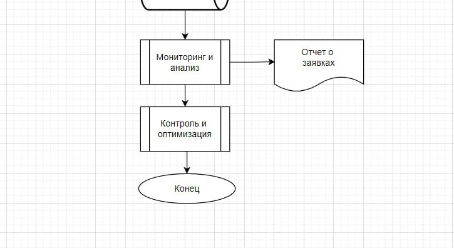 Мониторинг и
анализ
Отчет о
заявках
Контроль и
оптимизация
Конец